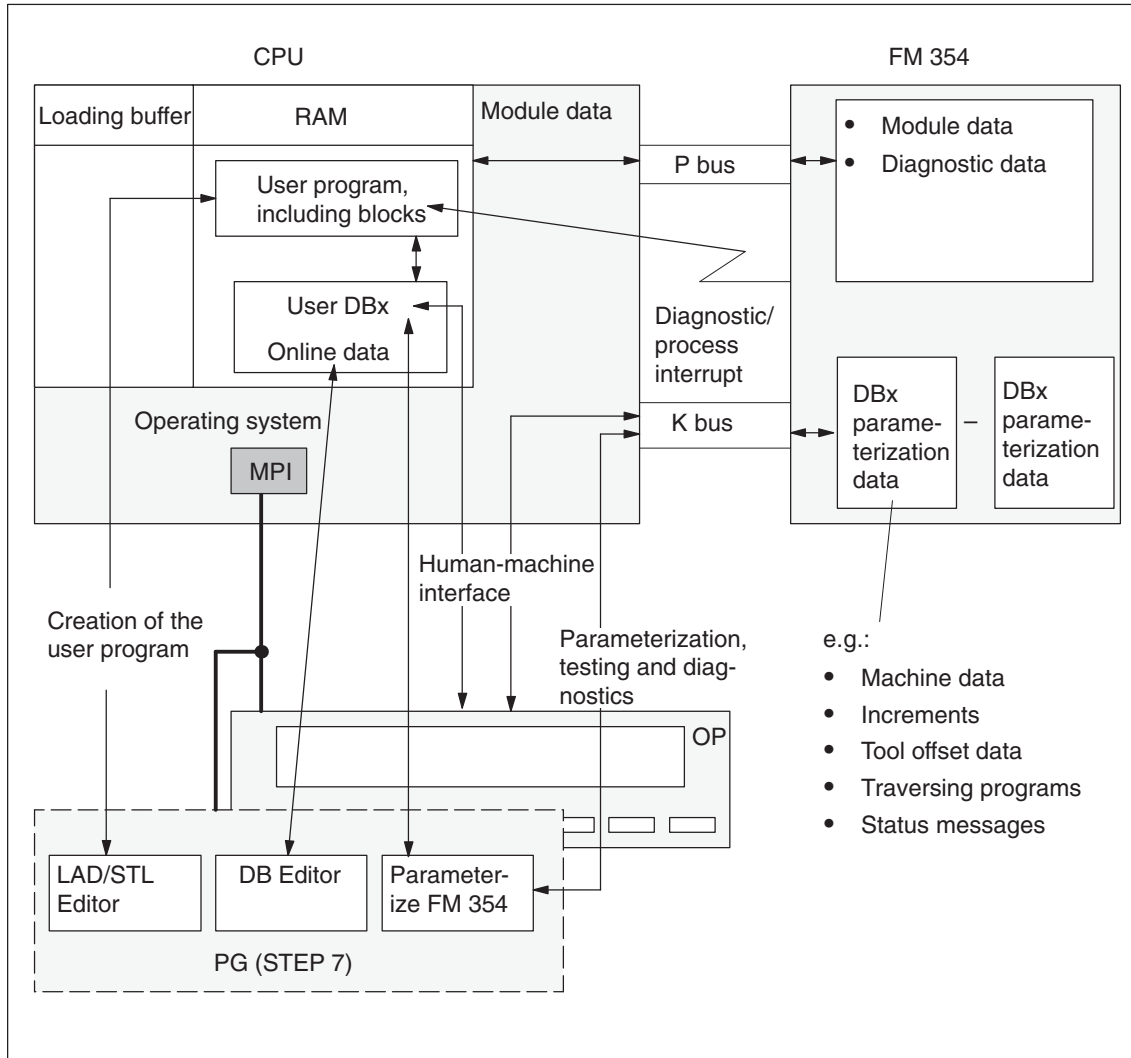 CPU
FM 354
Loading buffer
RAM
Module data
• Module data
• Diagnostic data
P bus
User program,
including blocks
User DBx
Online data
Diagnostic/
process
interrupt
Operating system
MPI
K bus
DBx
parame-
terization
data
–
DBx
parame-
terization
data
Human-machine
interface
Creation of the
user program
Parameterization,
testing and diag-
nostics
e.g.:
• Machine data
• Increments
• Tool offset data
• Traversing programs
• Status messages
OP
LAD/STL
Editor
DB Editor
Parameter-
ize FM 354
PG (STEP 7)